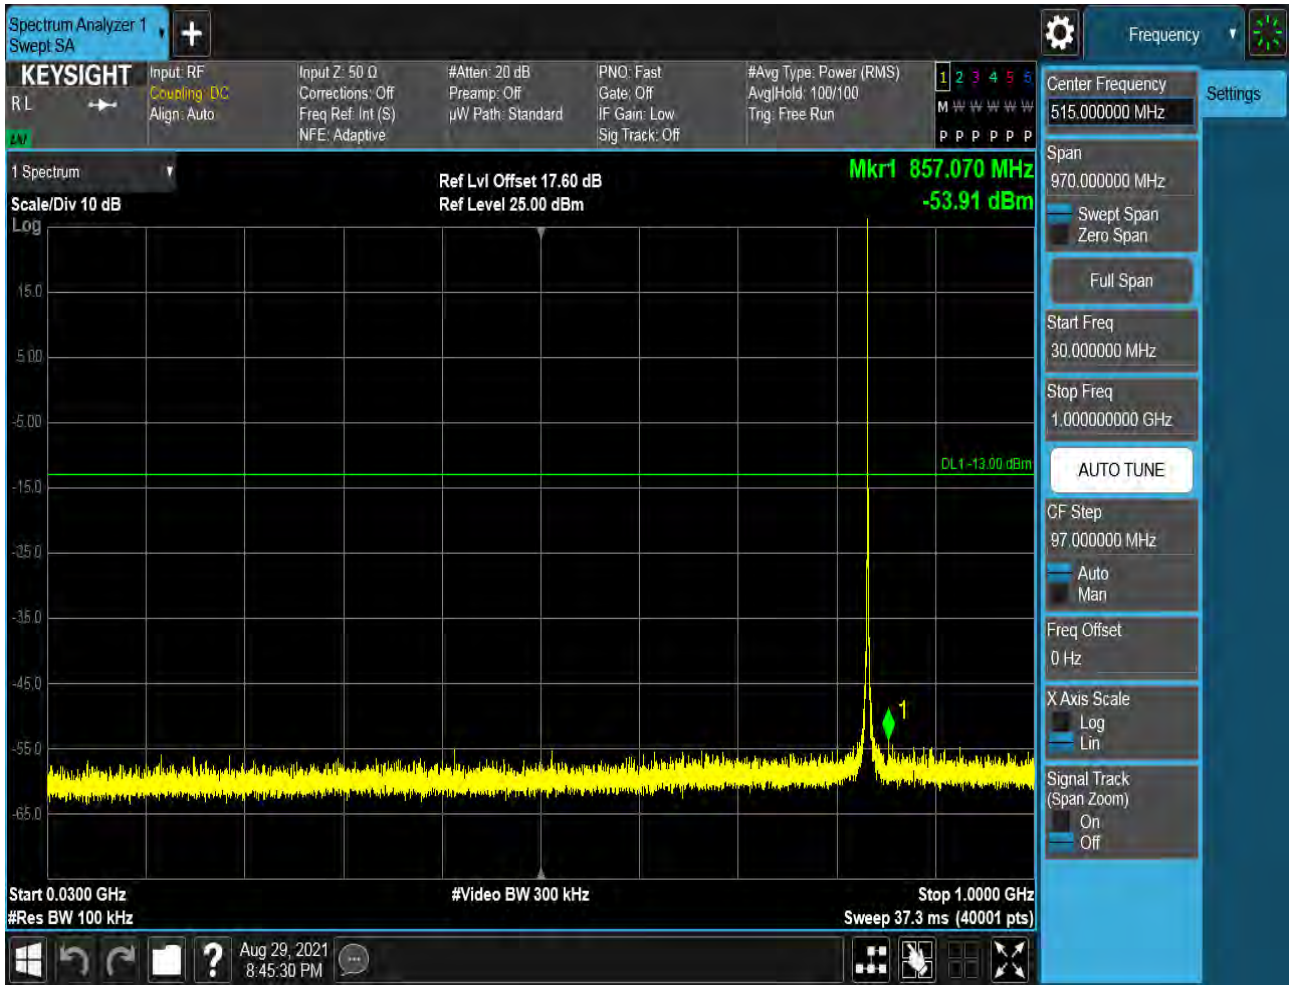 Spectrum Analyzer 1
Swept SA
Frequency
KEYSIGHT
R L
LNI
Input: RF
Coupling: DC
Align: Auto
Input Z: 50 Ω
Corrections: Off
Freq Ref: Int (S)
NFE: Adaptive
#Atten: 20 dB
Preamp: Off
µW Path: Standard
PNO: Fast
Gate: Off
IF Gain: Low
Sig Track: Off
#Avg Type: Power (RMS)
Avg|Hold: 100/100
Trig: Free Run
1 2 3 4 5 6
M W W W W W
P P P P P P
1 Spectrum
Scale/Div 10 dB
Log
Ref Lvl Offset 17.60 dB
Ref Level 25.00 dBm
Mkr1 857.070 MHz
-53.91 dBm
15.0
5.00
-5.00
DL1 -13.00 dBm
-15.0
-25.0
-35.0
-45.0
1
-55.0
-65.0
Start 0.0300 GHz
#Video BW 300 kHz
Stop 1.0000 GHz
#Res BW 100 kHz
Sweep 37.3 ms (40001 pts)
Aug 29, 2021
8:45:30 PM
Center Frequency
515.000000 MHz
Settings
Span
970.000000 MHz
Swept Span
Zero Span
Full Span
Start Freq
30.000000 MHz
Stop Freq
1.000000000 GHz
AUTO TUNE
CF Step
97.000000 MHz
Auto
Man
Freq Offset
0 Hz
X Axis Scale
Log
Lin
Signal Track
(Span Zoom)
On
Off